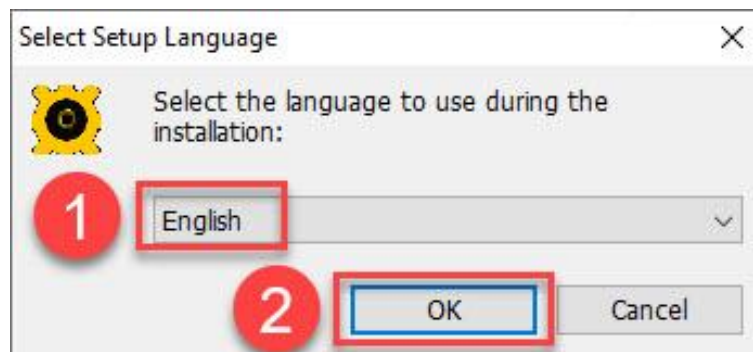 Select Setup Language
Select the language to use during the
installation:
1
English
2
OK
Cancel